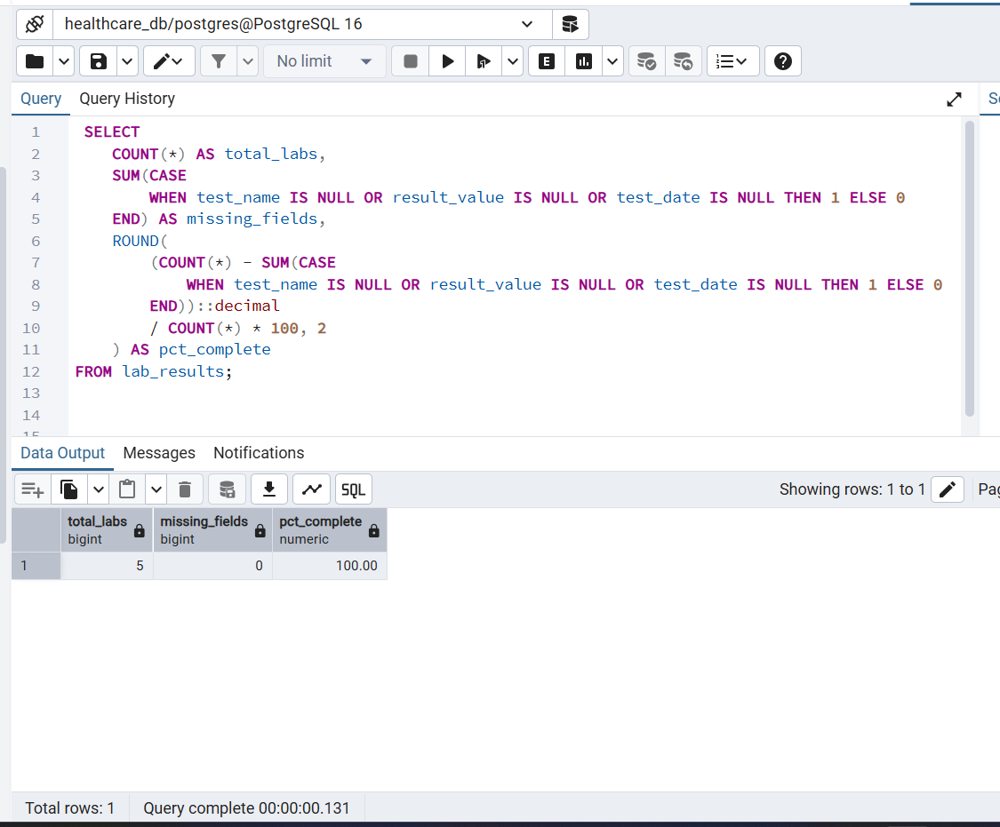 healthcare_db/postgres@PostgreSQL 16
No limit
E
Query Query History
1 SELECT
2 COUNT(*) AS total_labs,
3 SUM(CASE
4 WHEN test_name IS NULL OR result_value IS NULL OR test_date IS NULL THEN 1 ELSE 0
5 END) AS missing_fields,
6 ROUND(
7 (COUNT(*) - SUM(CASE
8 WHEN test_name IS NULL OR result_value IS NULL OR test_date IS NULL THEN 1 ELSE 0
9 END))::decimal
10 / COUNT(*) * 100, 2
11 ) AS pct_complete
12 FROM lab_results;
13
14
15
Data Output Messages Notifications
SQL Showing rows: 1 to 1
total_labs missing_fields pct_complete
bigint bigint numeric
1 5 0 100.00
Total rows: 1 Query complete 00:00:00.131